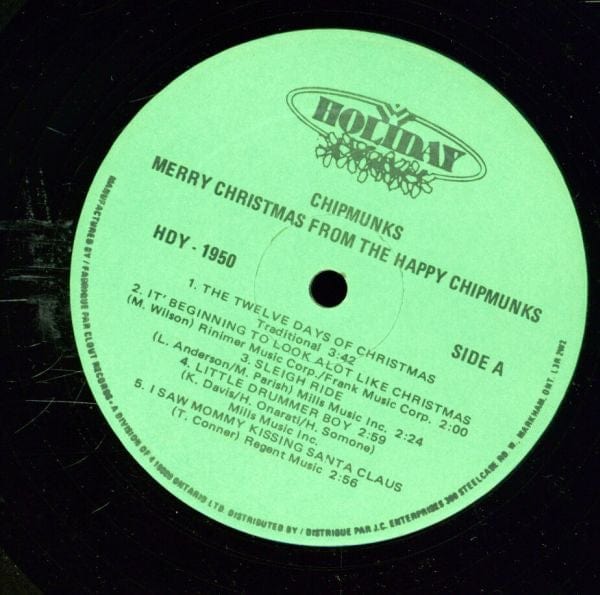 HOLIDAY
CHIPMUNKS
MERRY CHRISTMAS FROM THE HAPPY CHIPMUNKS
HDY - 1950
SIDE A
1. THE TWELVE DAYS OF CHRISTMAS
Traditional 3:42
2. IT' BEGINNING TO LOOK ALOT LIKE CHRISTMAS
(M. Wilson) Rinimer Music Corp./Frank Music Corp. 2:00
3. SLEIGH RIDE
(L. Anderson/M. Parish) Mills Music Inc. 2:24
4. LITTLE DRUMMER BOY 2:59
(K. Davis/H. Onarati/H. Somone)
Mills Music Inc.
5. I SAW MOMMY KISSING SANTA CLAUS
(T. Conner) Regent Music 2:56
MANUFACTURED BY / FABRIQUE PAR CLOUT RECORDS - A DIVISION OF ONTARIO LTD. DISTRIBUTED BY / DISTRIBUE PAR J.C. ENTERPRISES STEELCASE RD W., MARKHAM, ONT. L3R 2W2